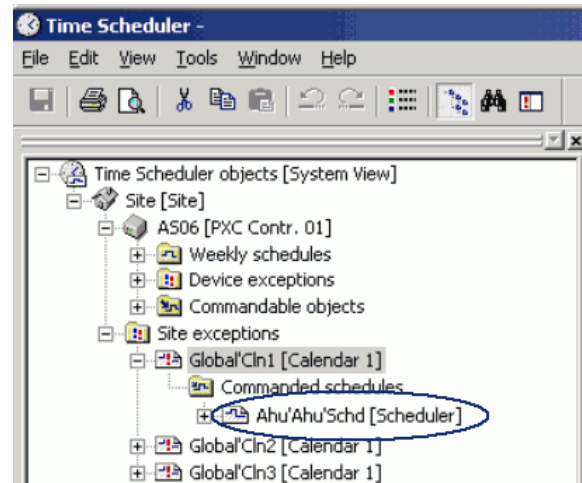 Time Scheduler -
File Edit View Tools Window Help
Time Scheduler objects [System View]
Site [Site]
AS06 [PXC Contr. 01]
Weekly schedules
Device exceptions
Commandable objects
Site exceptions
Global'Cln1 [Calendar 1]
Commanded schedules
Ahu'Ahu'Schd [Scheduler]
Global'Cln2 [Calendar 1]
Global'Cln3 [Calendar 1]